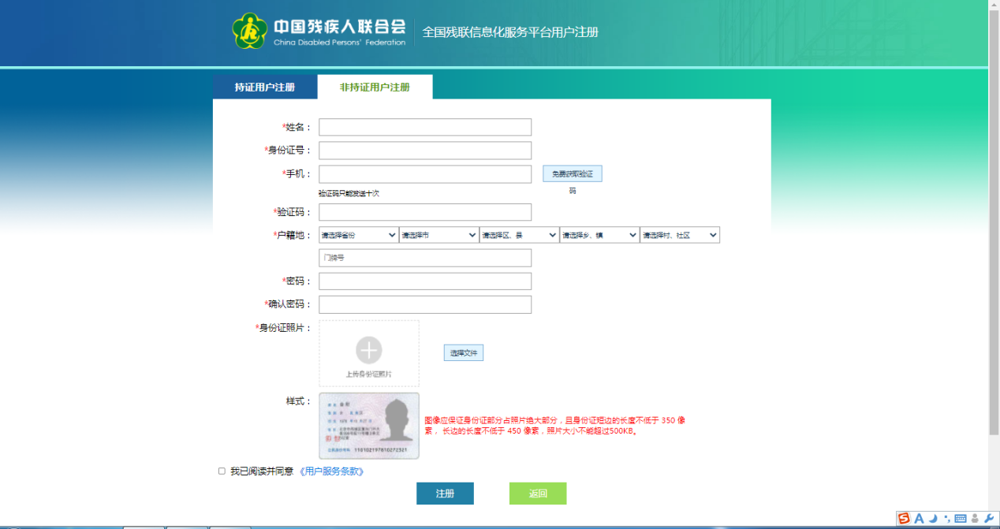 中国残疾人联合会
China Disabled Persons' Federation
全国残联信息化服务平台用户注册
持证用户注册 非持证用户注册
*姓名：
*身份证号：
*手机： 免费获取验证
码
验证码只能发送十次
*验证码：
*户籍地： 请选择省份 请选择市 请选择区、县 请选择乡、镇 请选择村、社区
门牌号
*密码：
*确认密码：
*身份证照片：
选择文件
上传身份证照片
样式：
图像应保证身份证部分占照片绝大部分，且身份证短边的长度不低于 350 像
素， 长边的长度不低于 450 像素，照片大小不能超过500KB。
我已阅读并同意 《用户服务条款》
注册 返回